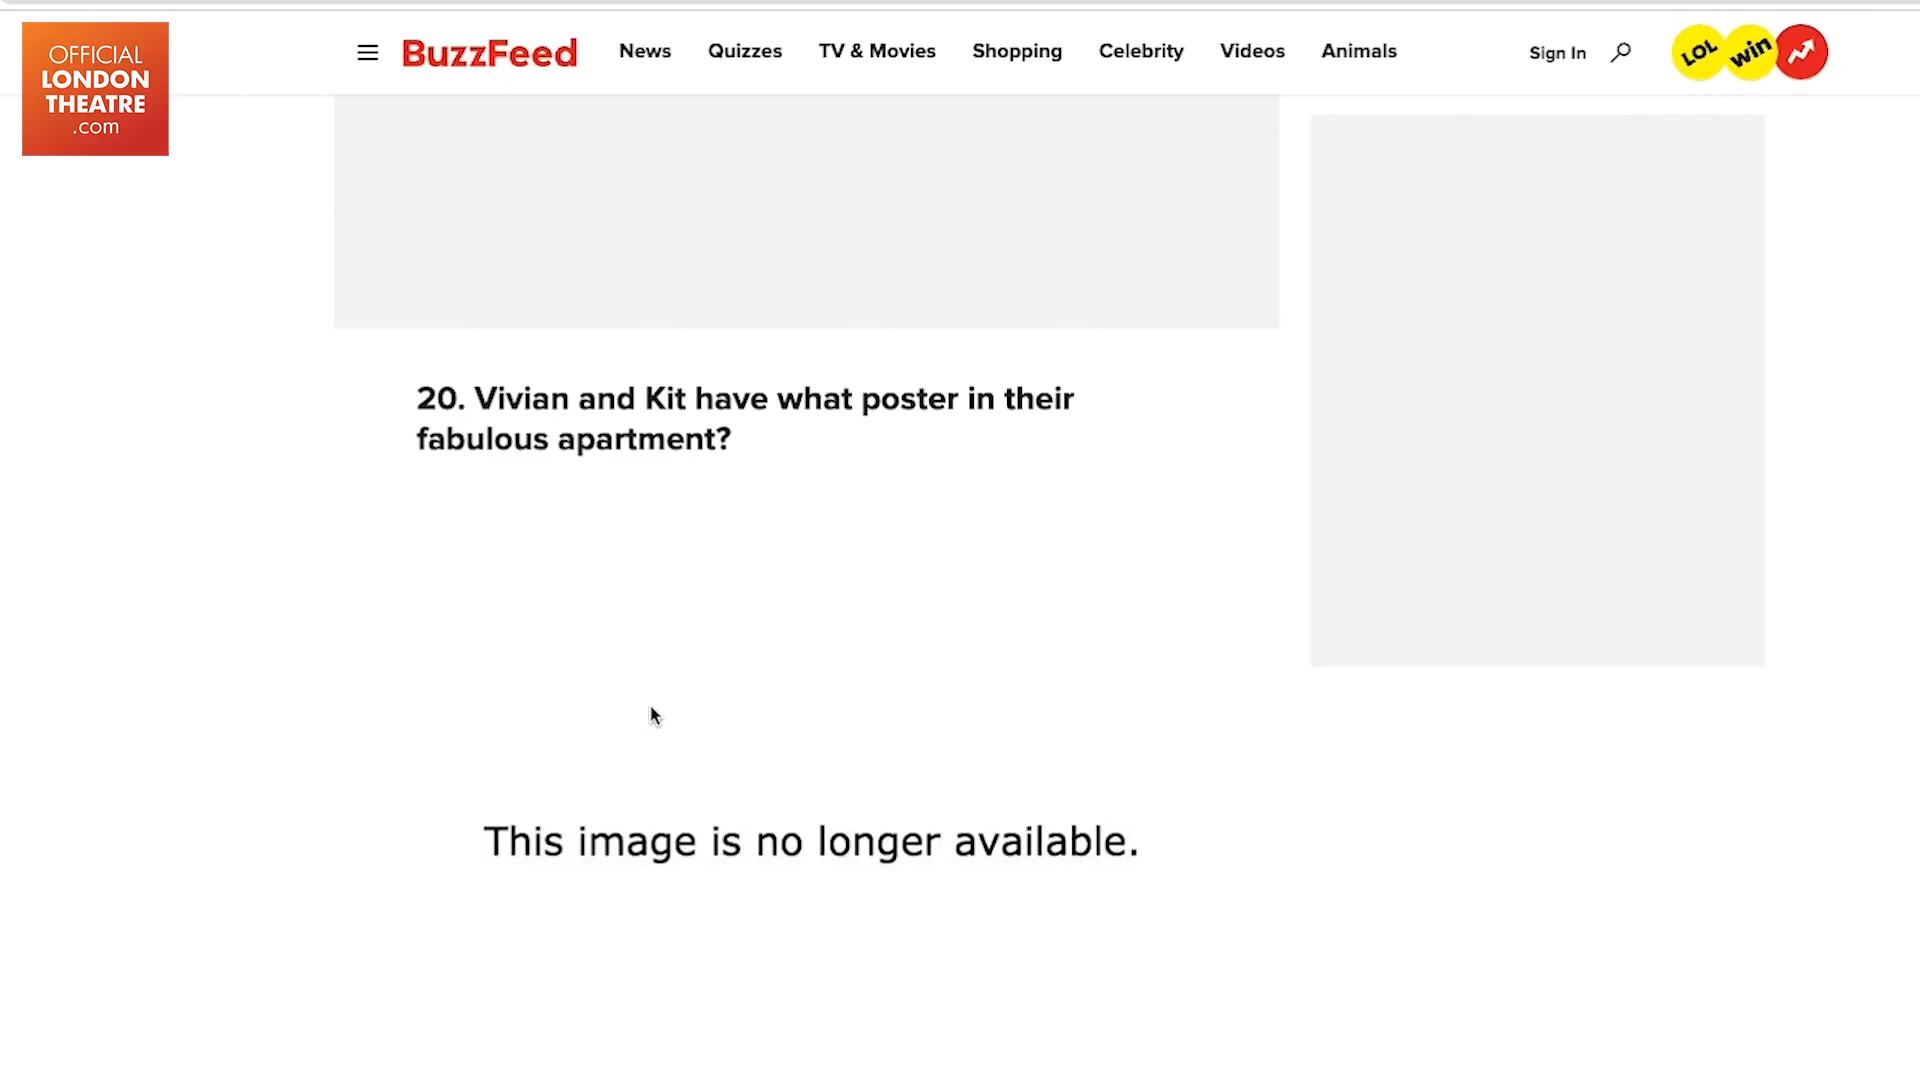 OFFICIAL
LONDON
THEATRE
.com
BuzzFeed News Quizzes TV & Movies Shopping Celebrity Videos Animals Sign In LOL win
20. Vivian and Kit have what poster in their
fabulous apartment?
This image is no longer available.